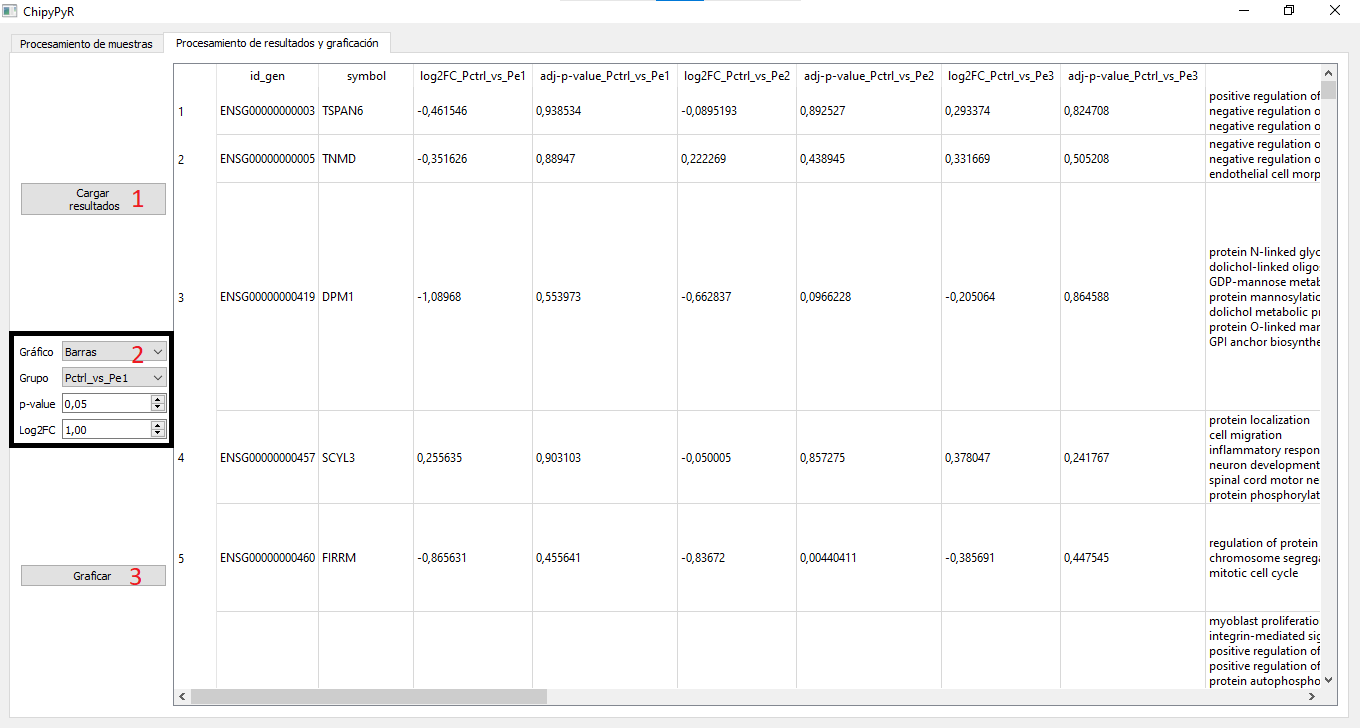 ChipyPyR
Procesamiento de muestras
Procesamiento de resultados y graficación
Cargar
resultados
1
Gráfico Barras 2
Grupo Pctrl_vs_Pe1
p-value 0,05
Log2FC 1,00
Graficar 3
id_gen symbol log2FC_Pctrl_vs_Pe1 adj-p-value_Pctrl_vs_Pe1 log2FC_Pctrl_vs_Pe2 adj-p-value_Pctrl_vs_Pe2 log2FC_Pctrl_vs_Pe3 adj-p-value_Pctrl_vs_Pe3
1 ENSG00000000003 TSPAN6 -0,461546 0,938534 -0,0895193 0,892527 0,293374 0,824708
positive regulation of
negative regulation o
negative regulation o
2 ENSG00000000005 TNMD -0,351626 0,88947 0,222269 0,438945 0,331669 0,505208
negative regulation o
negative regulation o
endothelial cell morp
3 ENSG00000000419 DPM1 -1,08968 0,553973 -0,662837 0,0966228 -0,205064 0,864588
protein N-linked glyc
dolichol-linked oligo
GDP-mannose metab
protein mannosylatio
dolichol metabolic pr
protein O-linked man
GPI anchor biosynthe
4 ENSG00000000457 SCYL3 0,255635 0,903103 -0,050005 0,857275 0,378047 0,241767
protein localization
cell migration
inflammatory respon
neuron development
spinal cord motor ne
protein phosphorylat
5 ENSG00000000460 FIRRM -0,865631 0,455641 -0,83672 0,00440411 -0,385691 0,447545
regulation of protein
chromosome segrega
mitotic cell cycle
myoblast proliferatio
integrin-mediated sig
positive regulation of
positive regulation of
protein autophospho